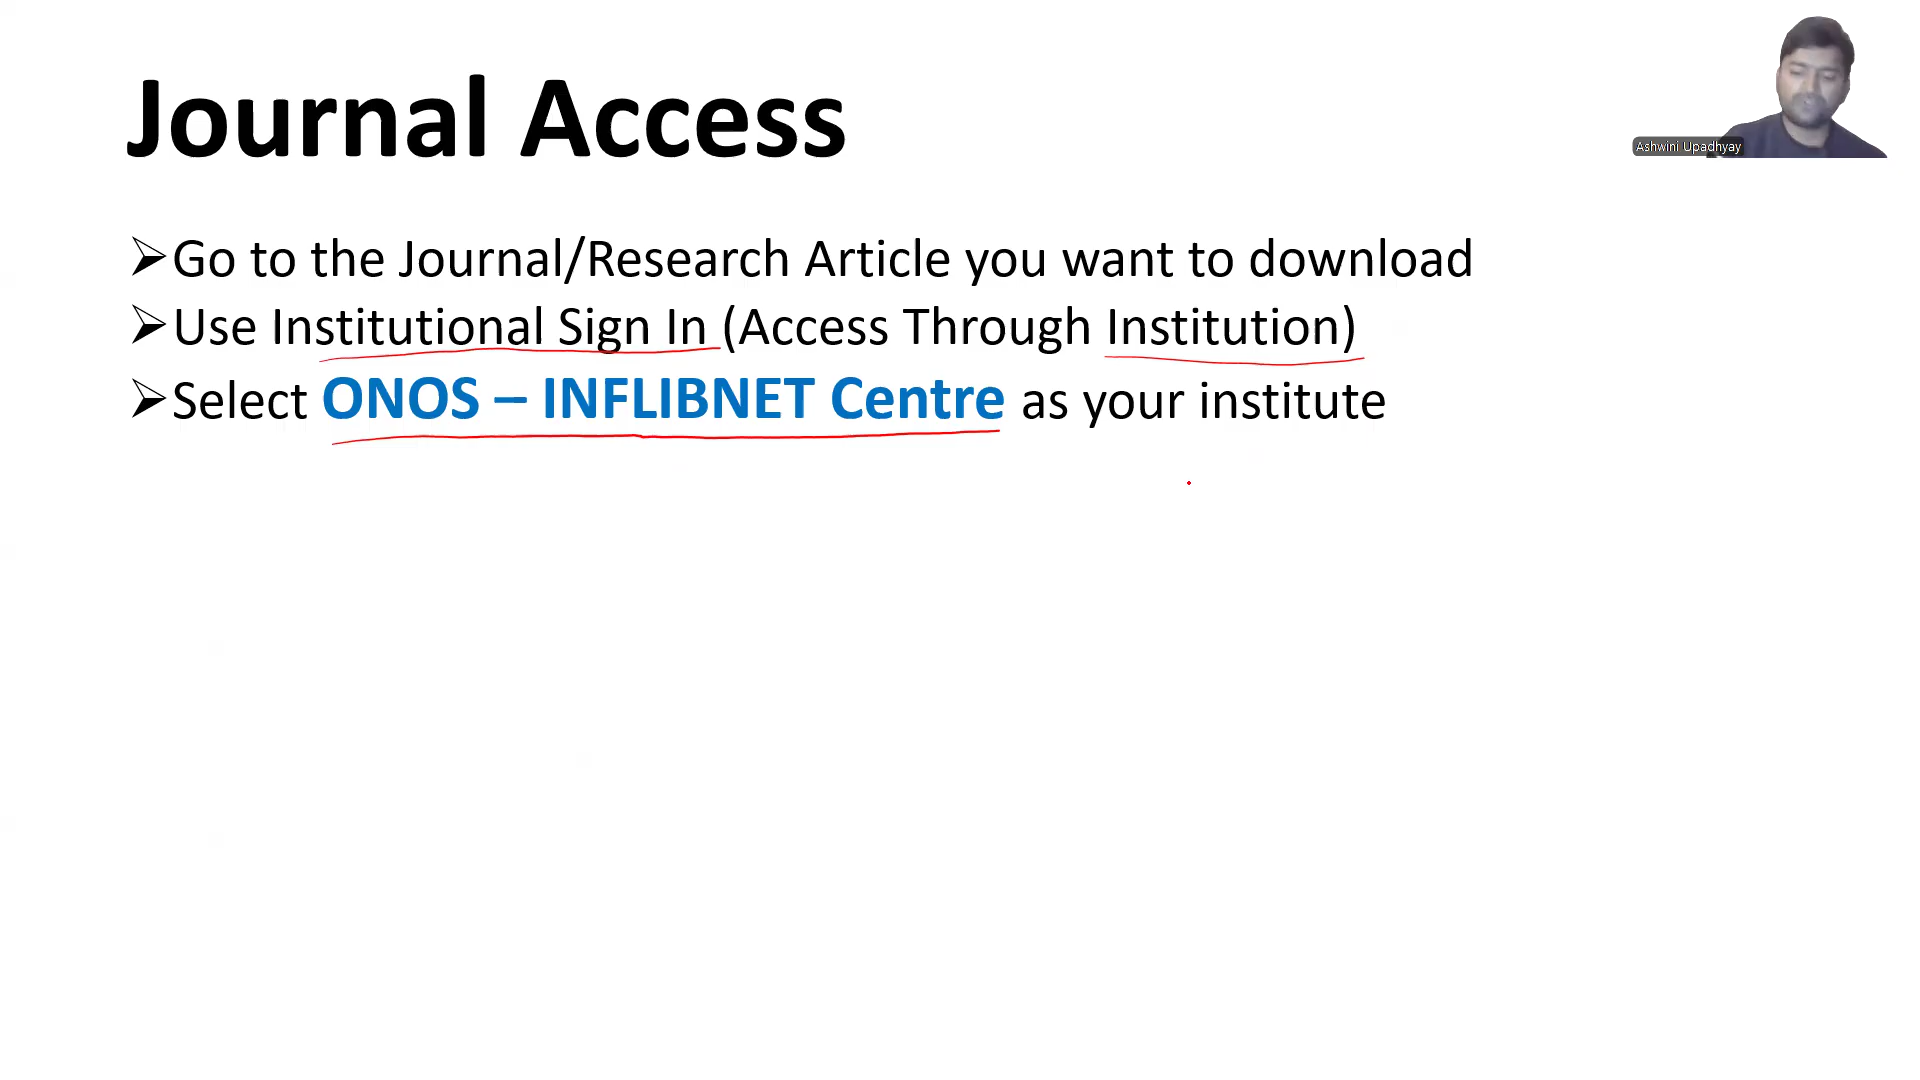 Journal Access
Ashwini Upadhyay
➢Go to the Journal/Research Article you want to download
➢Use Institutional Sign In (Access Through Institution)
➢Select ONOS – INFLIBNET Centre as your institute